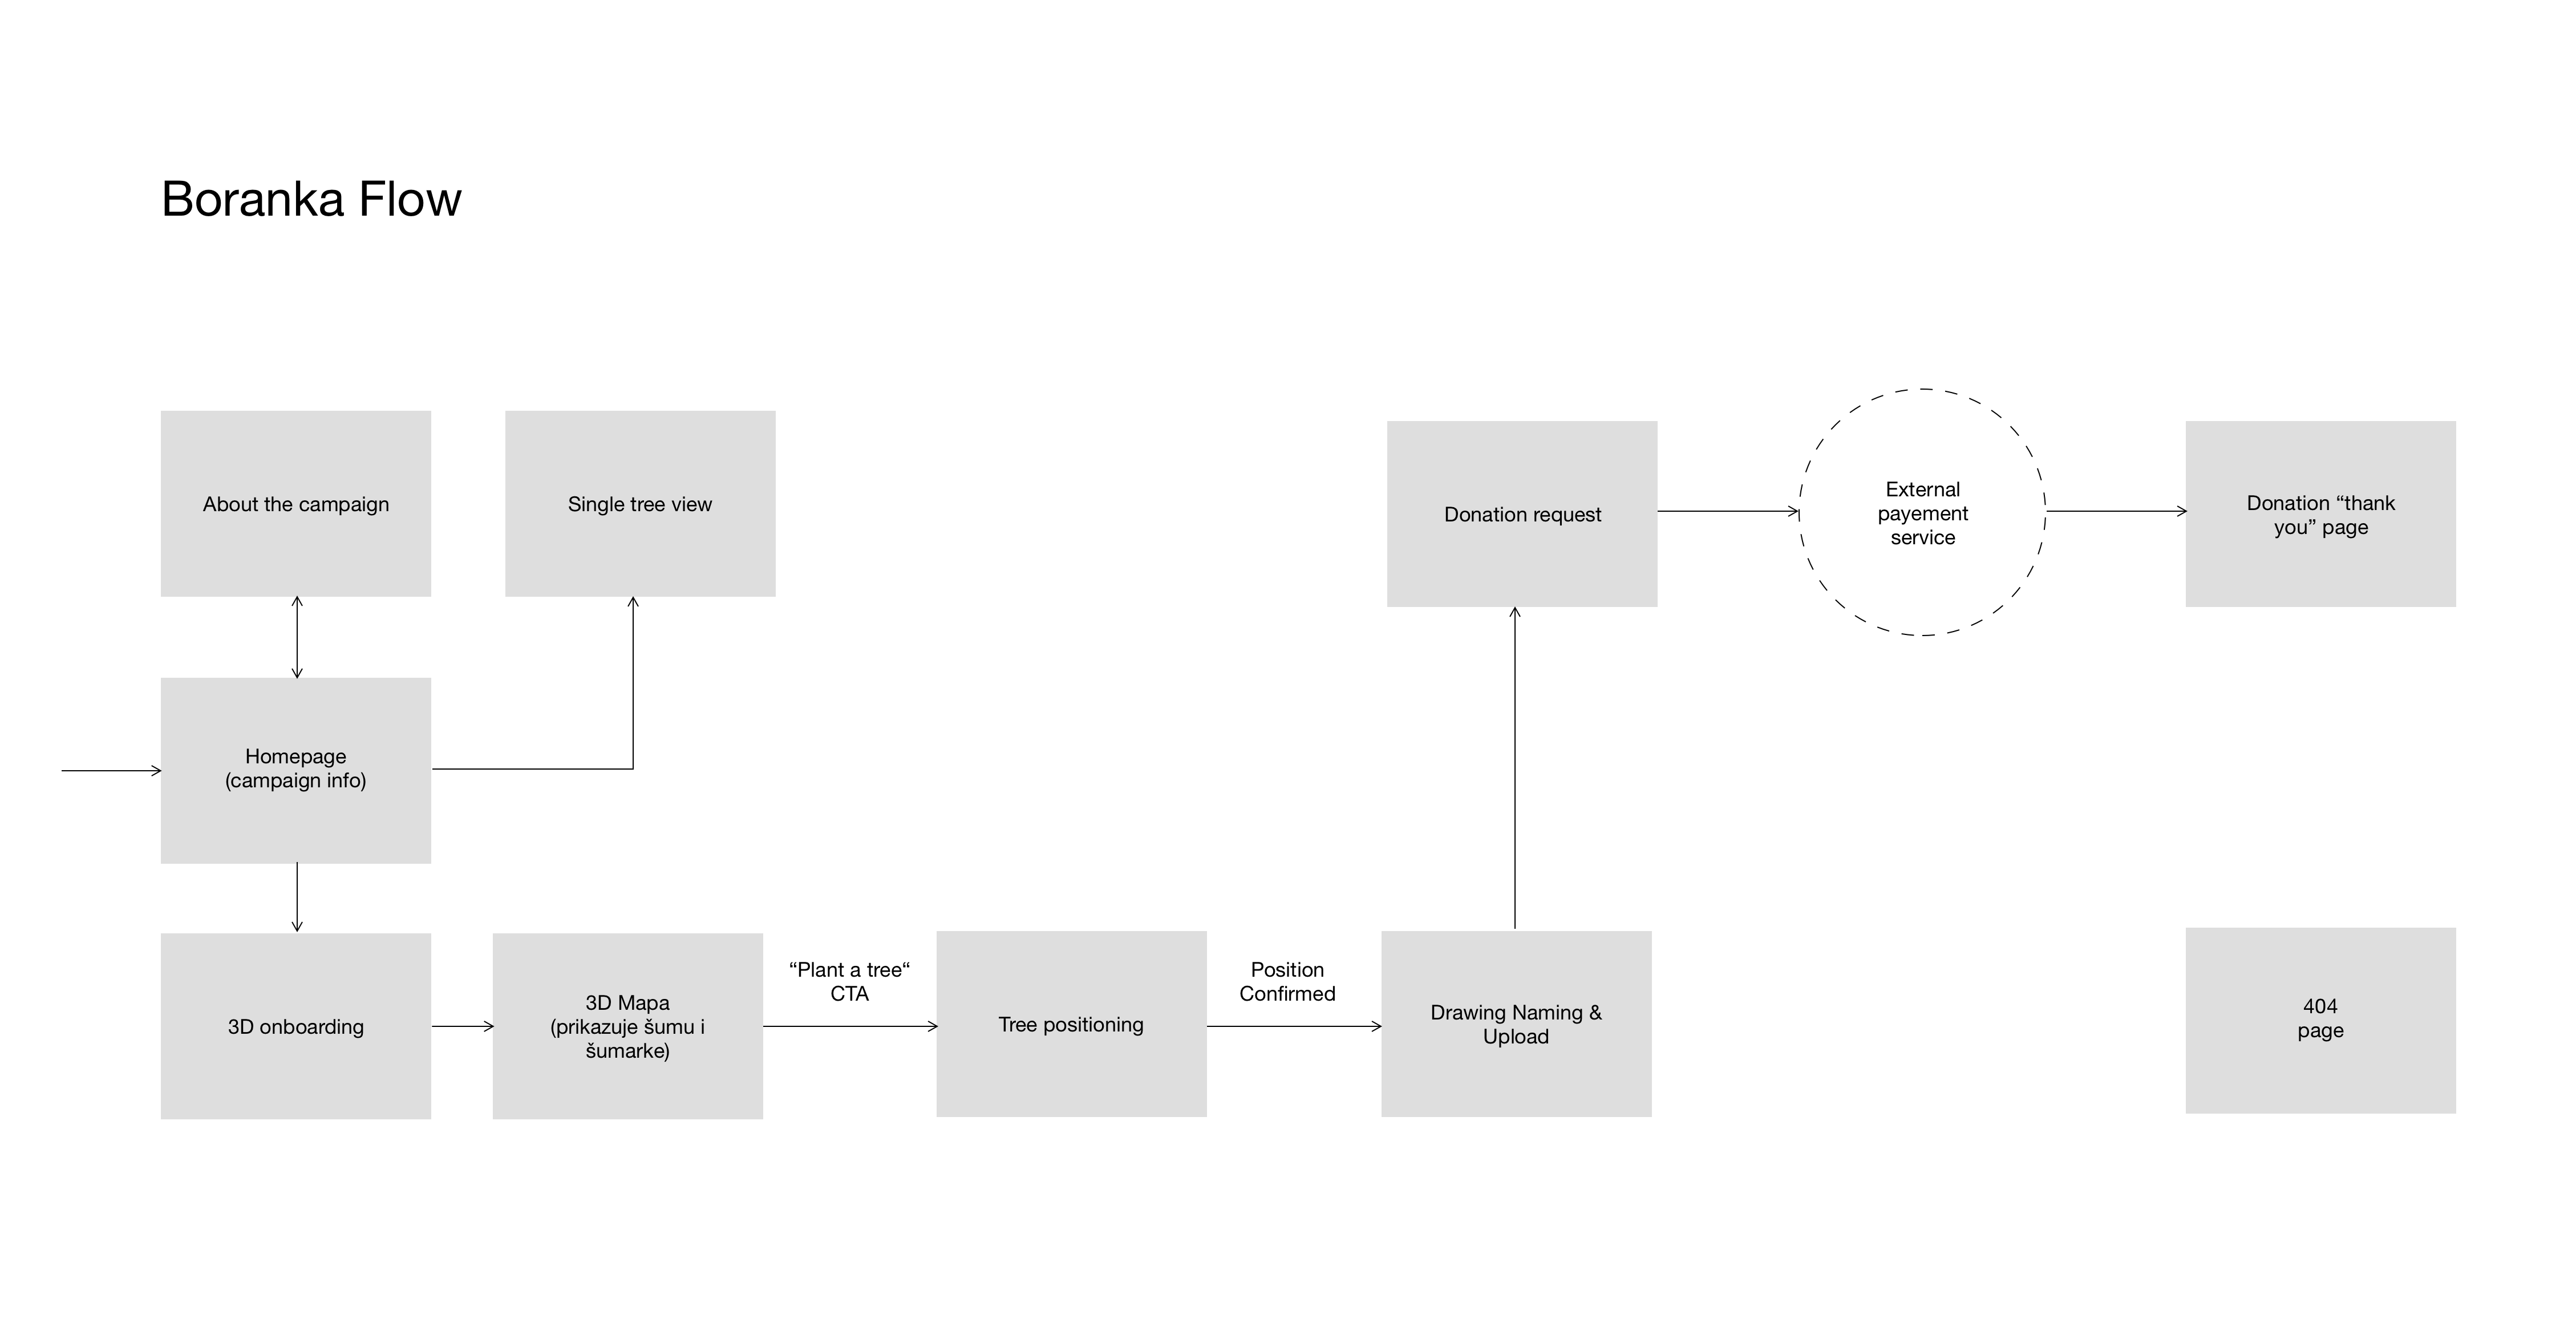 Boranka Flow
About the campaign
Single tree view
Donation request
External
payement
service
Donation “thank
you” page
Homepage
(campaign info)
3D onboarding
3D Mapa
(prikazuje šumu i
šumarke)
“Plant a tree“
CTA
Tree positioning
Position
Confirmed
Drawing Naming &
Upload
404
page